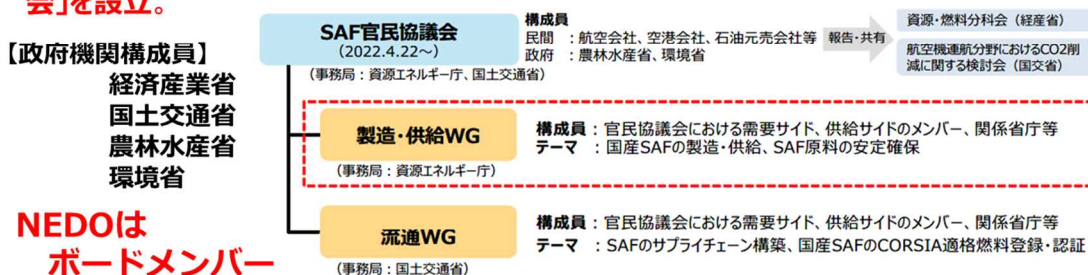 会」を設立。
【政府機関構成員】
経済産業省
国土交通省
農林水産省
環境省
NEDOは
ボードメンバー
SAF官民協議会
(2022.4.22～)
(事務局：資源エネルギー庁、国土交通省)
構成員
民間 ：航空会社、空港会社、石油元売会社等
政府 ：農林水産省、環境省
報告・共有
資源・燃料分科会（経産省）
航空機運航分野におけるCO2削
減に関する検討会（国交省）
製造・供給WG
(事務局：資源エネルギー庁)
構成員：官民協議会における需要サイド、供給サイドのメンバー、関係省庁等
テーマ ：国産SAFの製造・供給、SAF原料の安定確保
流通WG
(事務局：国土交通省)
構成員：官民協議会における需要サイド、供給サイドのメンバー、関係省庁等
テーマ ：SAFのサプライチェーン構築、国産SAFのCORSIA適格燃料登録・認証